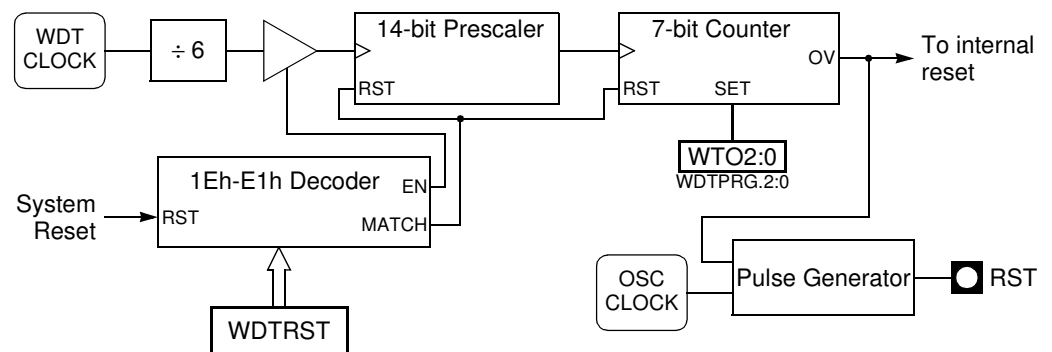 WDT
CLOCK
÷ 6
14-bit Prescaler
RST
7-bit Counter
OV
RST
SET
To internal
reset
WTO2:0
WDTPRG.2:0
1Eh-E1h Decoder
EN
RST
MATCH
System
Reset
WDTRST
OSC
CLOCK
Pulse Generator
RST